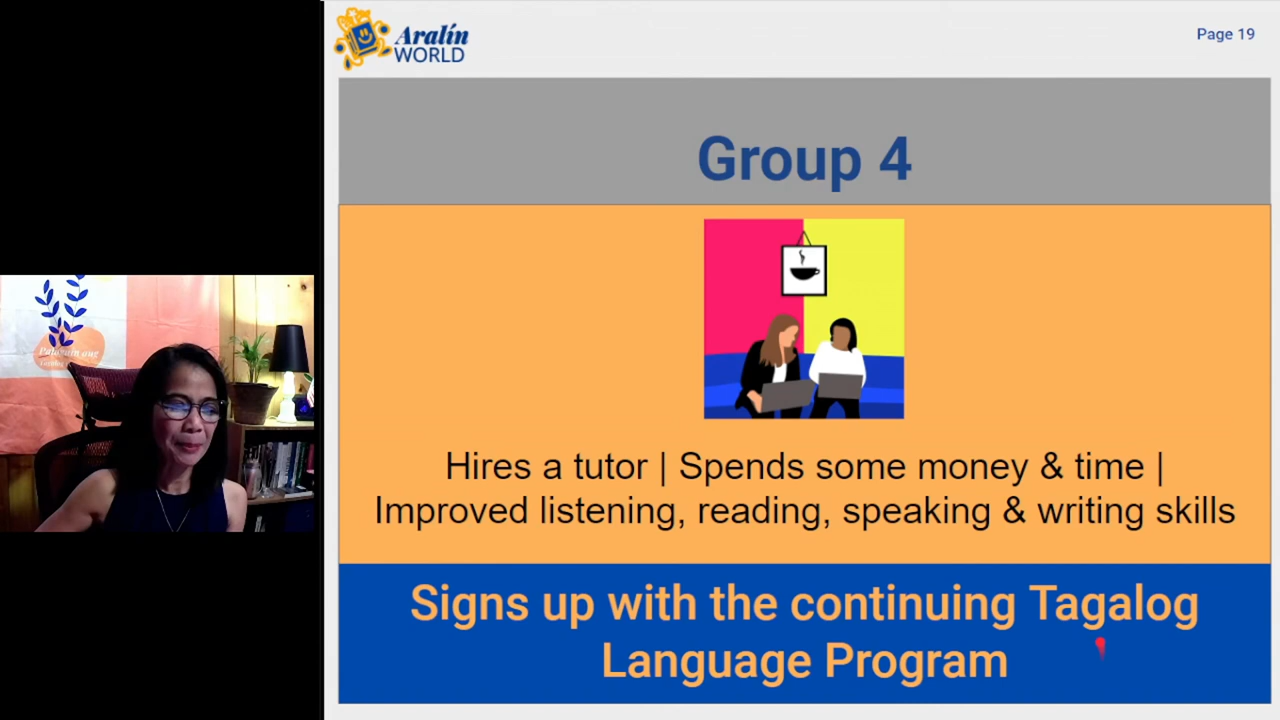 Aralín
WORLD
Page 19
Group 4
Hires a tutor | Spends some money & time |
Improved listening, reading, speaking & writing skills
Signs up with the continuing Tagalog
Language Program